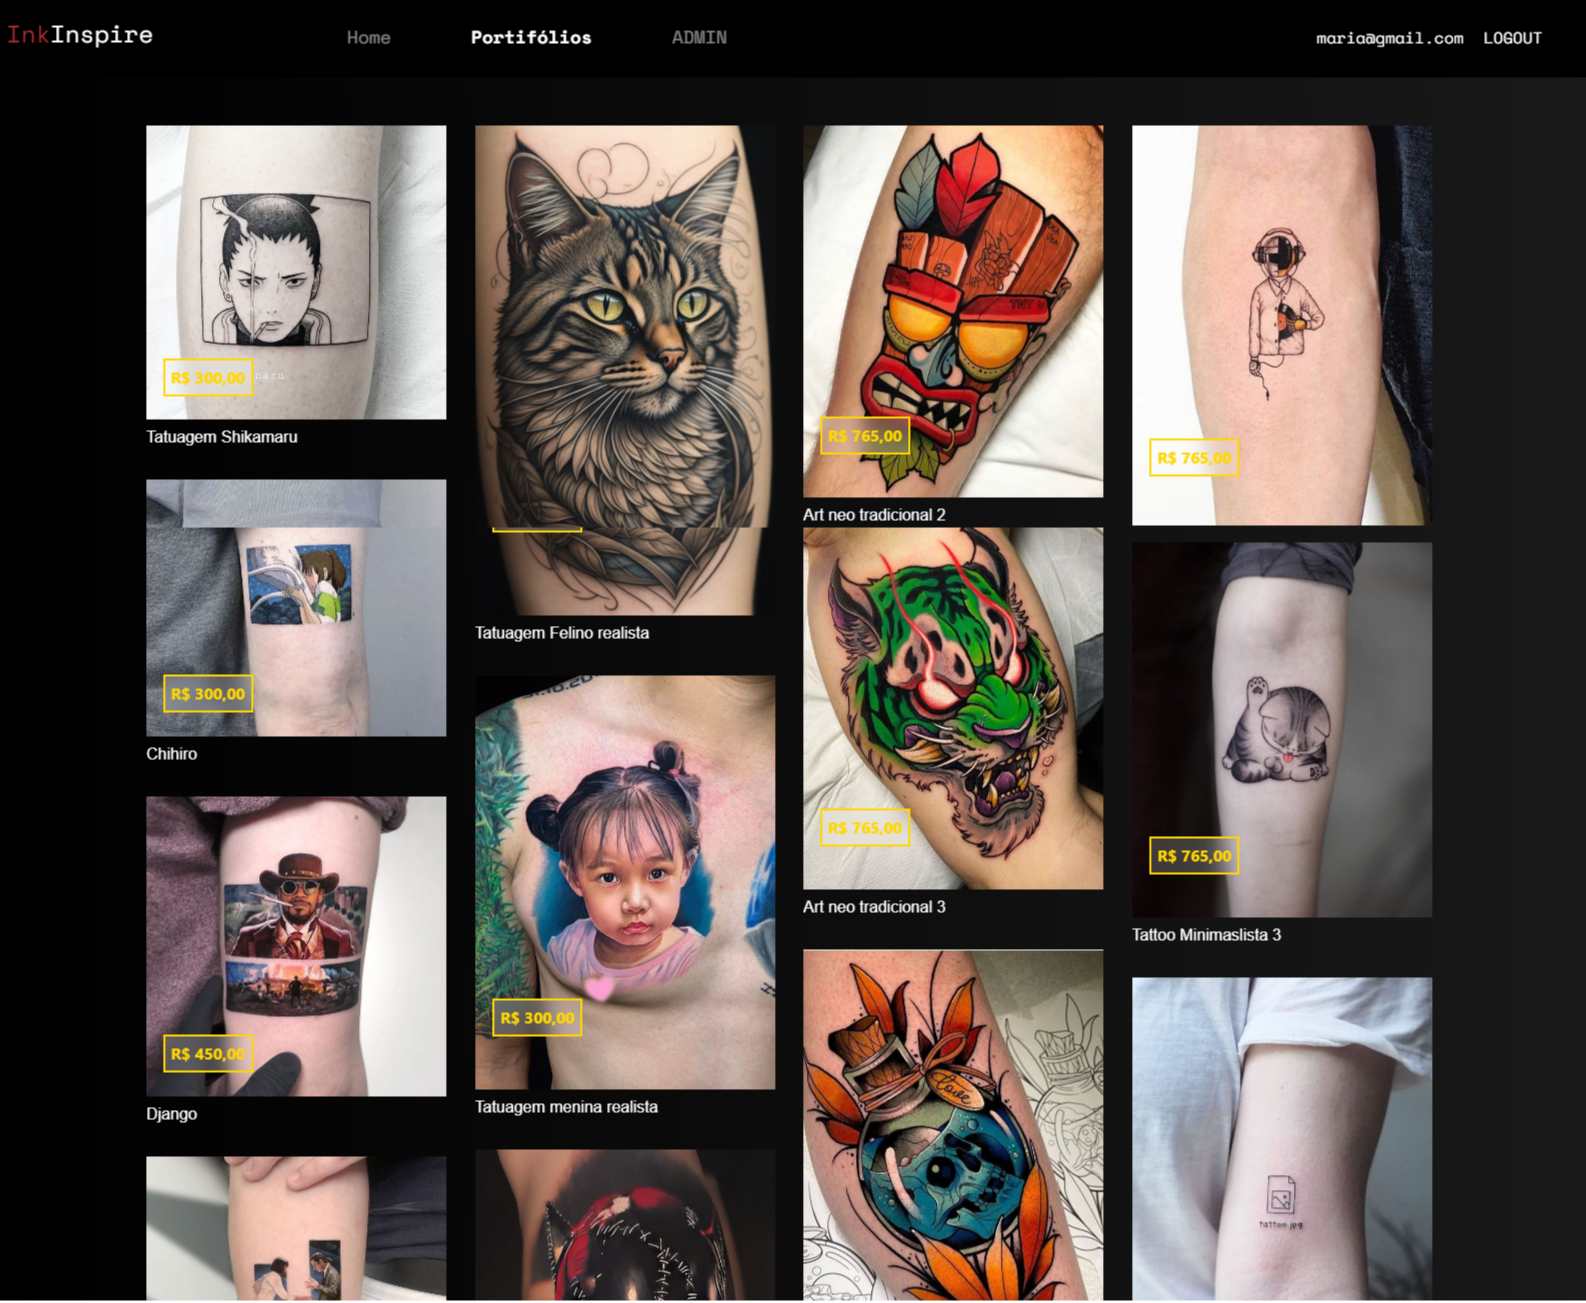 InkInspire
Home
Portifólios
ADMIN
maria@gmail.com
LOGOUT
R$ 300,00
Tatuagem Shikamaru
Tatuagem Felino realista
TNT
R$ 765,00
Art neo tradicional 2
R$ 765,00
R$ 300,00
Chihiro
R$ 765,00
Art neo tradicional 3
R$ 765,00
Tattoo Minimaslista 3
R$ 450,00
Django
R$ 300,00
Tatuagem menina realista
Love
tattoo.jpg